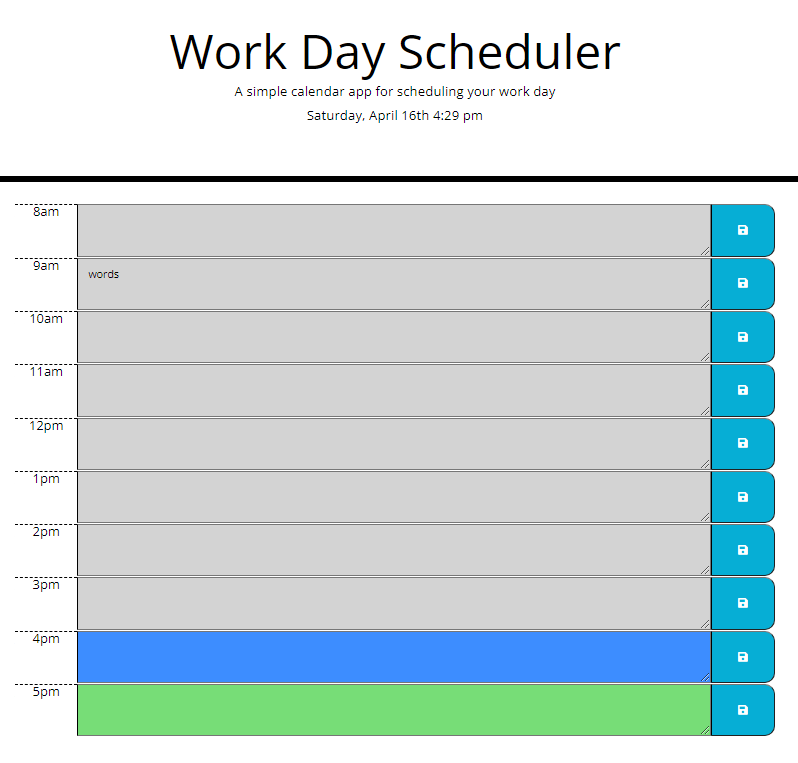 Work Day Scheduler
A simple calendar app for scheduling your work day
Saturday, April 16th 4:29 pm
8am
9am
words
10am
11am
12pm
1pm
2pm
3pm
4pm
5pm